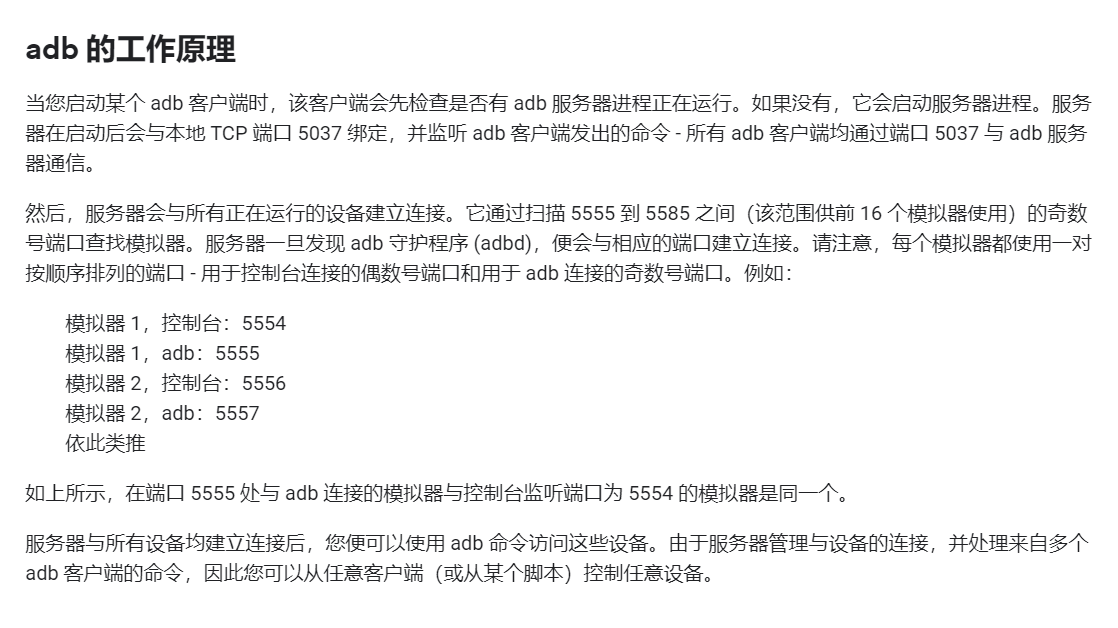 adb 的工作原理
当您启动某个 adb 客户端时，该客户端会先检查是否有 adb 服务器进程正在运行。如果没有，它会启动服务器进程。服务
器在启动后会与本地 TCP 端口 5037 绑定，并监听 adb 客户端发出的命令 - 所有 adb 客户端均通过端口 5037 与 adb 服务
器通信。
然后，服务器会与所有正在运行的设备建立连接。它通过扫描 5555 到 5585 之间（该范围供前 16 个模拟器使用）的奇数
号端口查找模拟器。服务器一旦发现 adb 守护程序 (adbd)，便会与相应的端口建立连接。请注意，每个模拟器都使用一对
按顺序排列的端口 - 用于控制台连接的偶数号端口和用于 adb 连接的奇数号端口。例如：
模拟器 1，控制台：5554
模拟器 1，adb：5555
模拟器 2，控制台：5556
模拟器 2，adb：5557
依此类推
如上所示，在端口 5555 处与 adb 连接的模拟器与控制台监听端口为 5554 的模拟器是同一个。
服务器与所有设备均建立连接后，您便可以使用 adb 命令访问这些设备。由于服务器管理与设备的连接，并处理来自多个
adb 客户端的命令，因此您可以从任意客户端（或从某个脚本）控制任意设备。